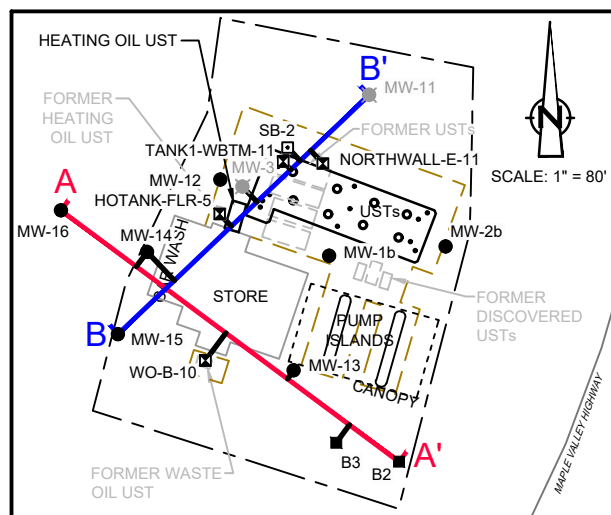 HEATING OIL UST
B'
MW-11
FORMER
HEATING
OIL UST
SB-2
FORMER USTs
TANK1-WBTM-11
NORTHWALL-E-11
N
SCALE: 1" = 80'
MW-3
A
MW-12
HOTANK-FLR-5
USTs
MW-16
MW-14
MW-2b
MW-1b
CAR WASH
STORE
FORMER
DISCOVERED
USTs
PUMP
ISLANDS
B
MW-15
WO-B-10
MW-13
CANOPY
MAPLE VALLEY HIGHWAY
FORMER WASTE
OIL UST
B3
B2
A'